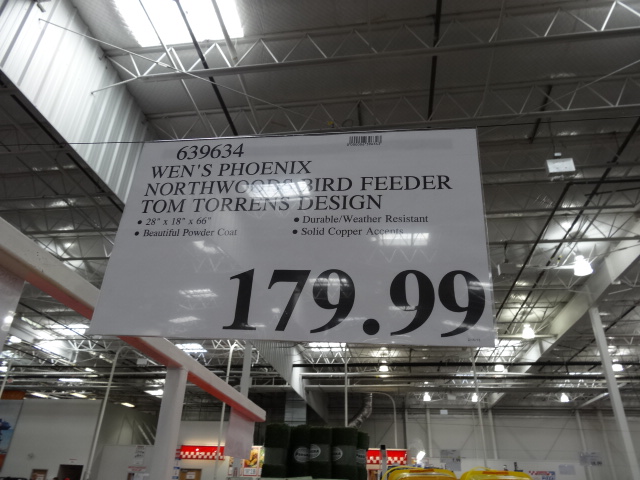 639634
WEN'S PHOENIX
NORTHWOODS BIRD FEEDER
TOM TORRENS DESIGN
• 28" x 18" x 66"
• Durable/Weather Resistant
• Beautiful Powder Coat
• Solid Copper Accents
179.99